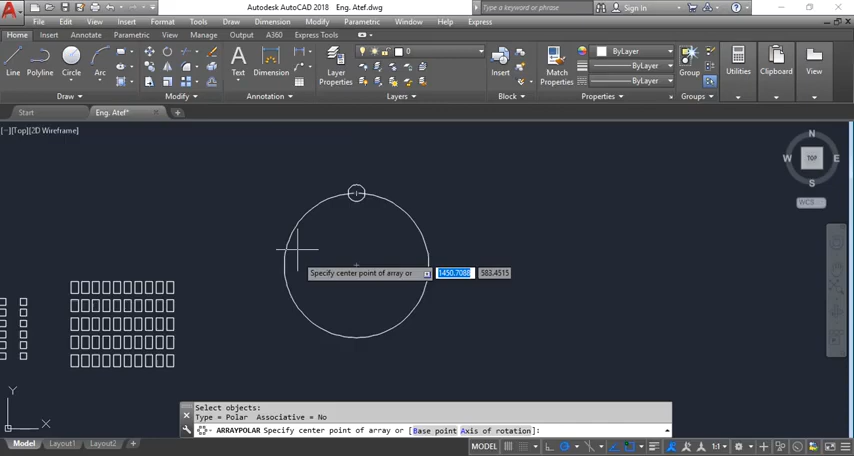 Autodesk AutoCAD 2018 Eng. Atef.dwg
Type a keyword or phrase
Sign In
File Edit View Insert Format Tools Draw Dimension Modify Parametric Window Help Express
Home Insert Annotate Parametric View Manage Output Add-ins A360 Express Tools
0
ByLayer
ByLayer
ByLayer
Line Polyline Circle Arc
Text Dimension
Layer Properties
Insert
Match Properties
Group
Utilities
Clipboard
View
Draw Modify Annotation Layers Block Properties Groups
Start Eng. Atef*
[−][Top][2D Wireframe]
N
W TOP E
S
WCS
Specify center point of array or 1450.7088 583.4515
Y
X
Select objects:
Type = Polar Associative = No
ARRAYPOLAR Specify center point of array or [Base point Axis of rotation]:
Model Layout1 Layout2 + MODEL 1:1